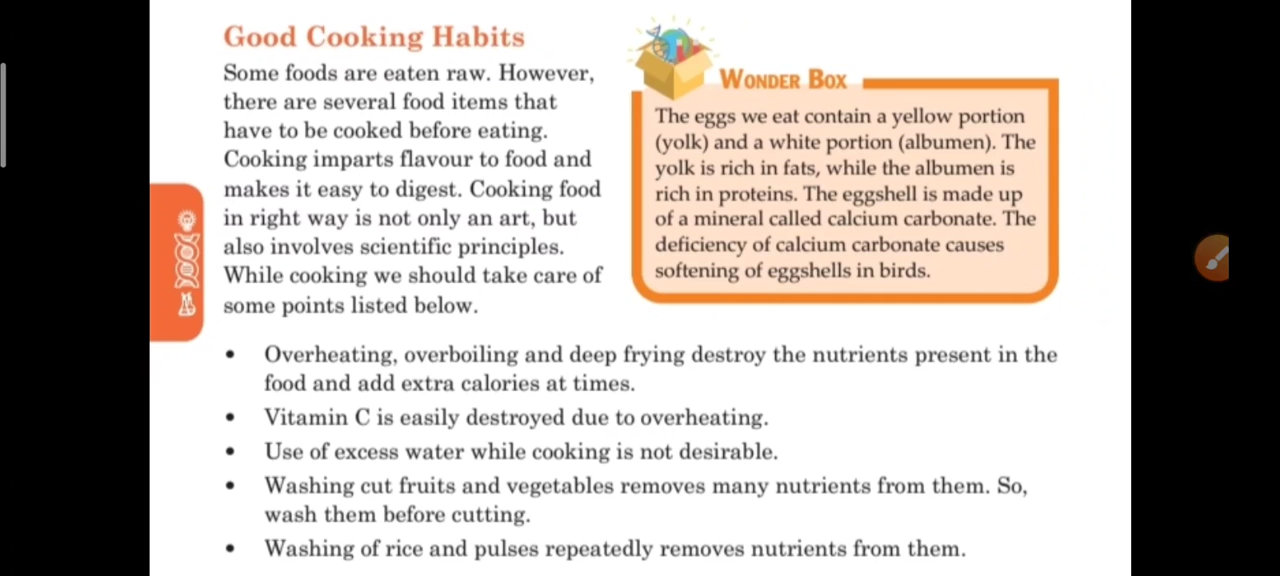 Good Cooking Habits
Some foods are eaten raw. However,
there are several food items that
have to be cooked before eating.
Cooking imparts flavour to food and
makes it easy to digest. Cooking food
in right way is not only an art, but
also involves scientific principles.
While cooking we should take care of
some points listed below.
WONDER BOX
The eggs we eat contain a yellow portion
(yolk) and a white portion (albumen). The
yolk is rich in fats, while the albumen is
rich in proteins. The eggshell is made up
of a mineral called calcium carbonate. The
deficiency of calcium carbonate causes
softening of eggshells in birds.
• Overheating, overboiling and deep frying destroy the nutrients present in the
food and add extra calories at times.
• Vitamin C is easily destroyed due to overheating.
• Use of excess water while cooking is not desirable.
• Washing cut fruits and vegetables removes many nutrients from them. So,
wash them before cutting.
• Washing of rice and pulses repeatedly removes nutrients from them.